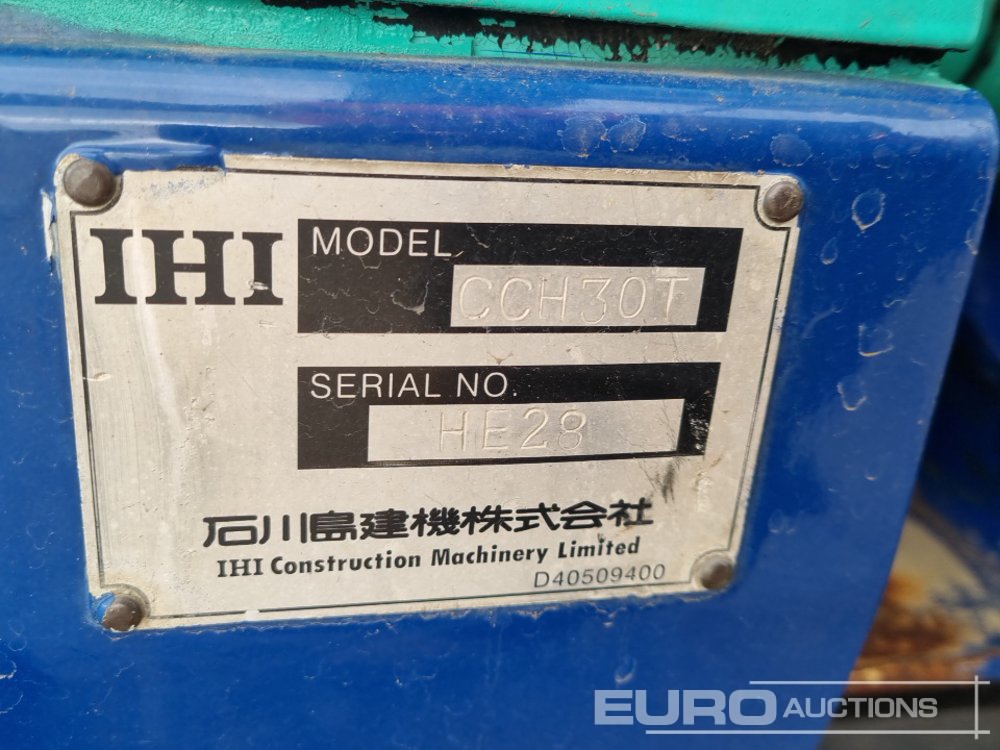 IHI
MODEL
CCH30T
SERIAL NO.
HE28
石川島建機株式会社
IHI Construction Machinery Limited
D40509400
EURO AUCTIONS